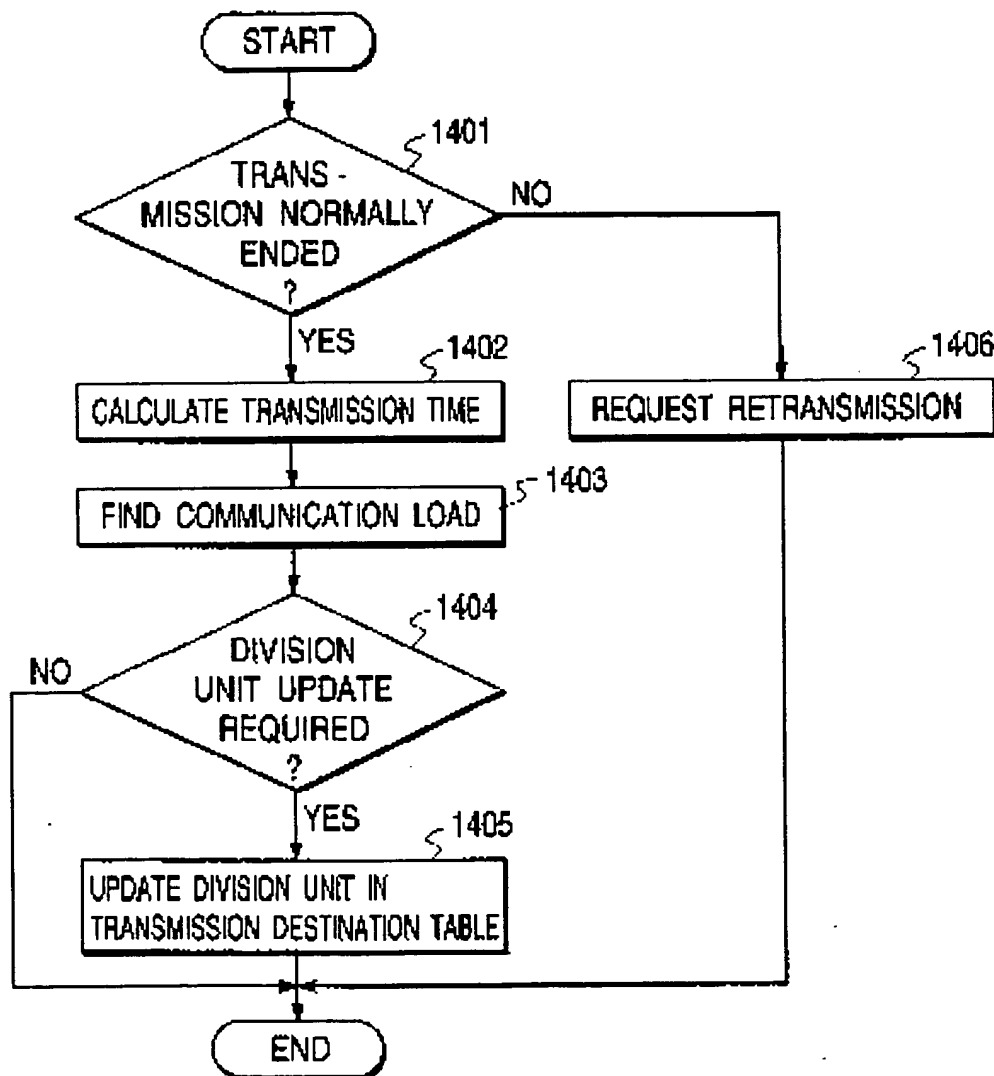 START
1401
TRANS -
MISSION NORMALLY
ENDED
?
NO
YES
1402
CALCULATE TRANSMISSION TIME
1406
REQUEST RETRANSMISSION
1403
FIND COMMUNICATION LOAD
1404
DIVISION
UNIT UPDATE
REQUIRED
?
NO
YES
1405
UPDATE DIVISION UNIT IN
TRANSMISSION DESTINATION TABLE
END